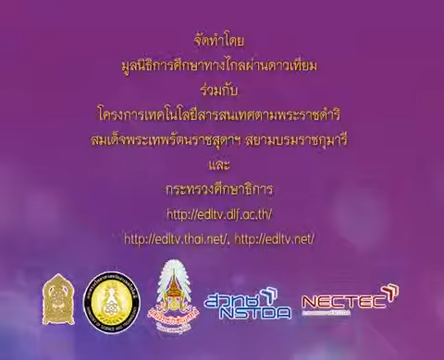 จัดทำโดย
มูลนิธิการศึกษาทางไกลผ่านดาวเทียม
ร่วมกับ
โครงการเทคโนโลยีสารสนเทศตามพระราชดำริ
สมเด็จพระเทพรัตนราชสุดาฯ สยามบรมราชกุมารี
และ
กระทรวงศึกษาธิการ
http://edltv.dlf.ac.th/
http://edltv.thai.net/, http://edltv.net/
สวทช NECTEC
NSTDA